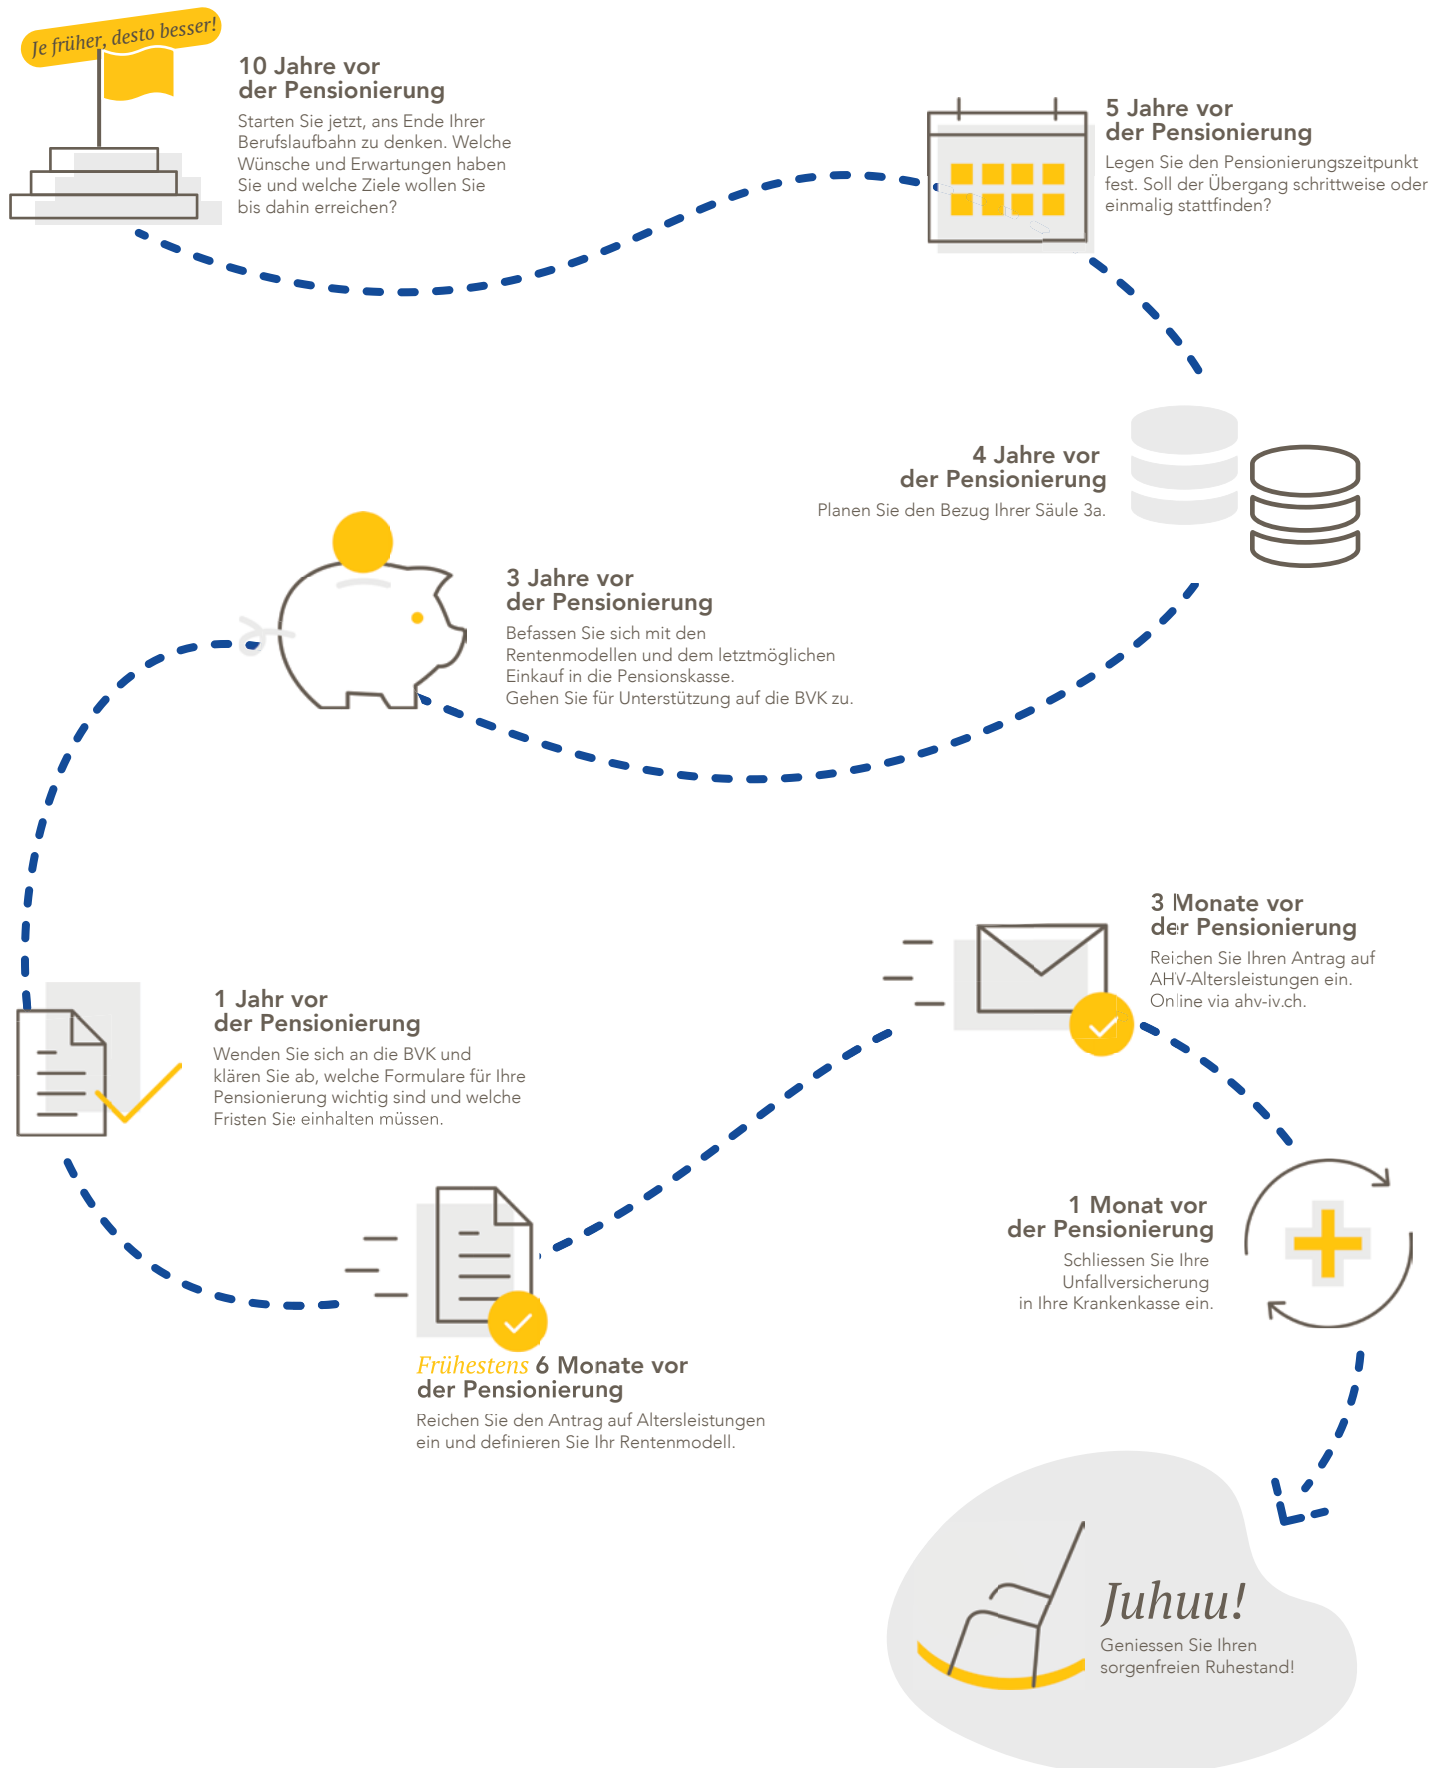 Je früher, desto besser!
10 Jahre vor
der Pensionierung
Starten Sie jetzt, ans Ende Ihrer
Berufslaufbahn zu denken. Welche
Wünsche und Erwartungen haben
Sie und welche Ziele wollen Sie
bis dahin erreichen?
5 Jahre vor
der Pensionierung
Legen Sie den Pensionierungszeitpunkt
fest. Soll der Übergang schrittweise oder
einmalig stattfinden?
4 Jahre vor
der Pensionierung
Planen Sie den Bezug Ihrer Säule 3a.
3 Jahre vor
der Pensionierung
Befassen Sie sich mit den
Rentenmodellen und dem letztmöglichen
Einkauf in die Pensionskasse.
Gehen Sie für Unterstützung auf die BVK zu.
1 Jahr vor
der Pensionierung
Wenden Sie sich an die BVK und
klären Sie ab, welche Formulare für Ihre
Pensionierung wichtig sind und welche
Fristen Sie einhalten müssen.
Frühestens 6 Monate vor
der Pensionierung
Reichen Sie den Antrag auf Altersleistungen
ein und definieren Sie Ihr Rentenmodell.
3 Monate vor
der Pensionierung
Reichen Sie Ihren Antrag auf
AHV-Altersleistungen ein.
Online via ahv-iv.ch.
1 Monat vor
der Pensionierung
Schliessen Sie Ihre
Unfallversicherung
in Ihre Krankenkasse ein.
Juhuu!
Geniessen Sie Ihren
sorgenfreien Ruhestand!